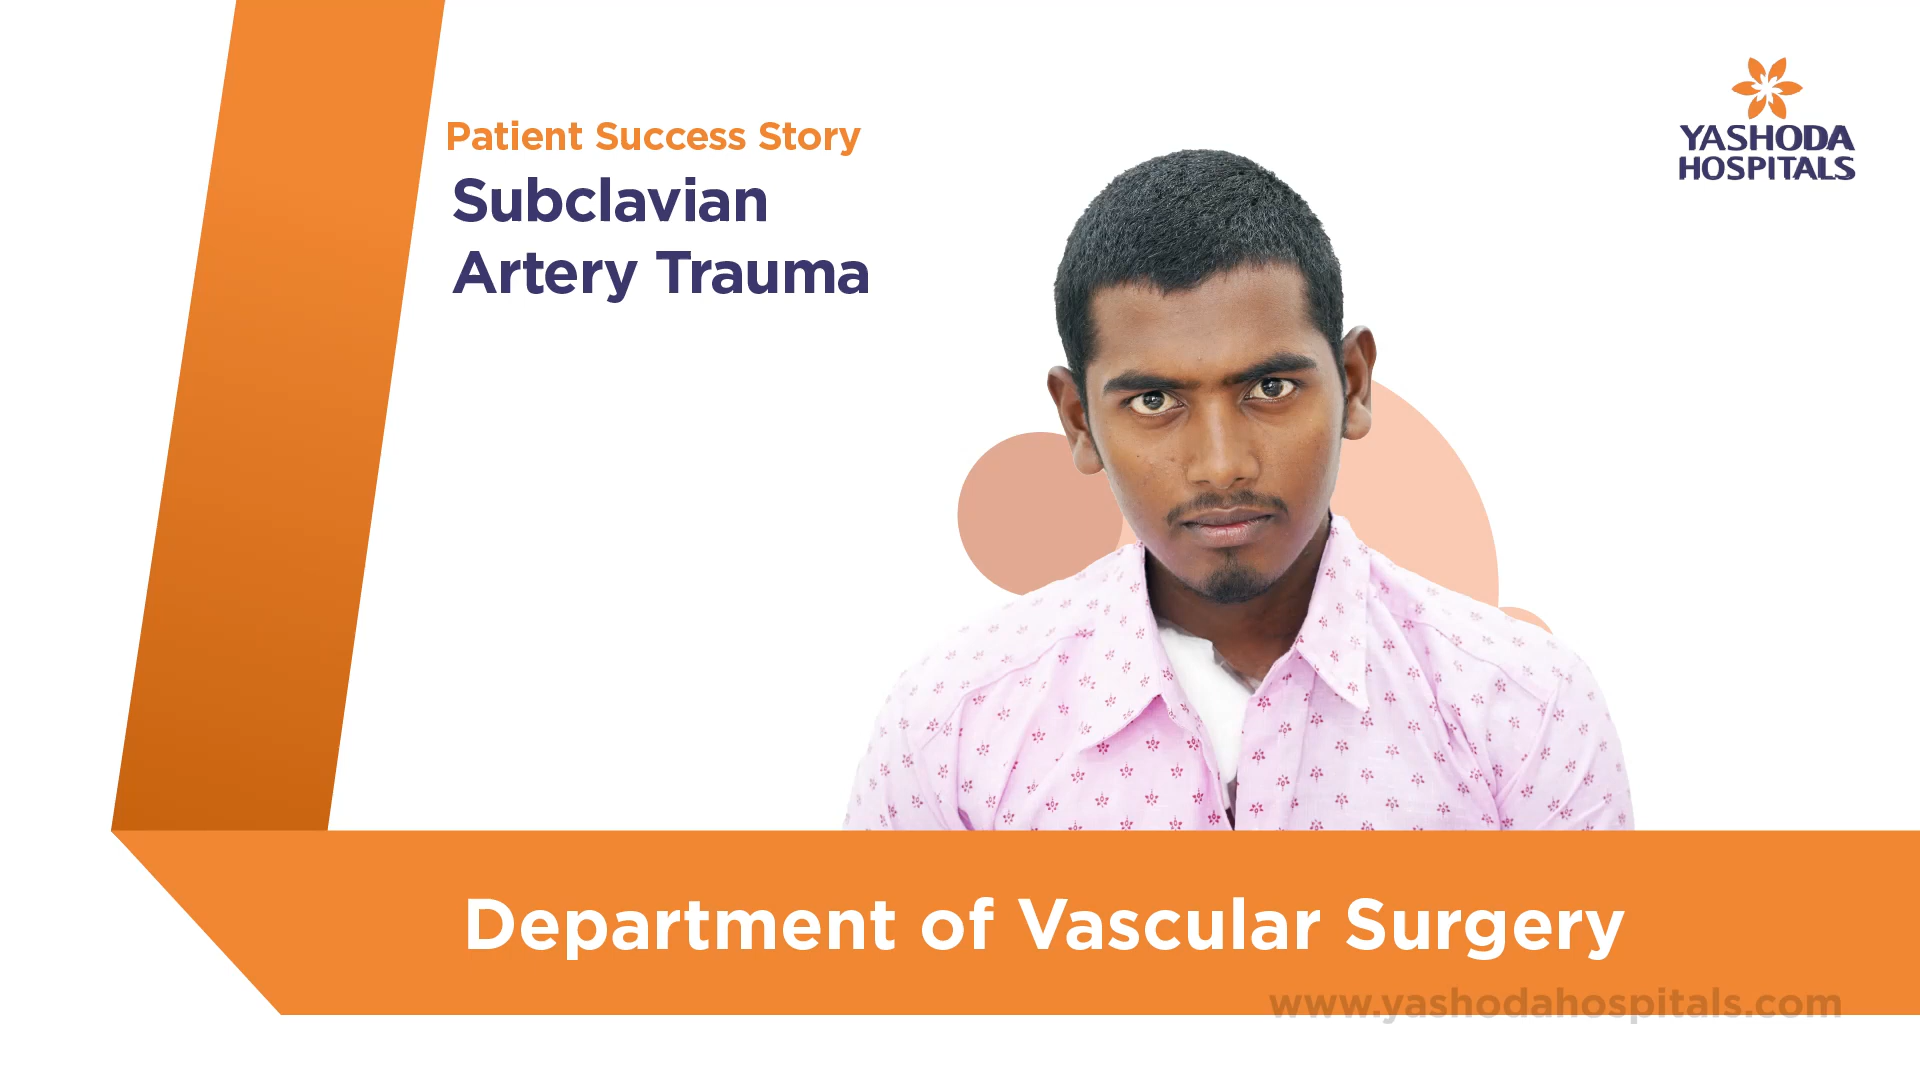 Patient Success Story
Subclavian
Artery Trauma
YASHODA
HOSPITALS
Department of Vascular Surgery
www.yashodahospitals.com